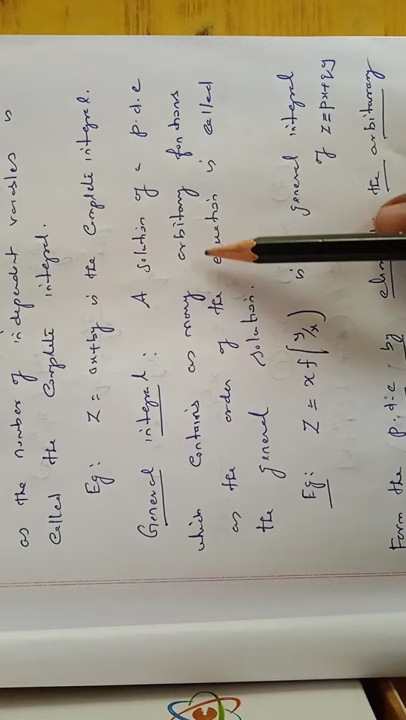 as the number of independent variables is
called the Complete integral.
Eg: Z = ax+by is the Complete integral.
General integral: A solution of a p.d.e
which contains as many arbitrary
as the order of the is called
the general solution.
Eg: Z = x f(y/x) is general integral
of z=px+qy
Form the p.d.e by the arbitrary